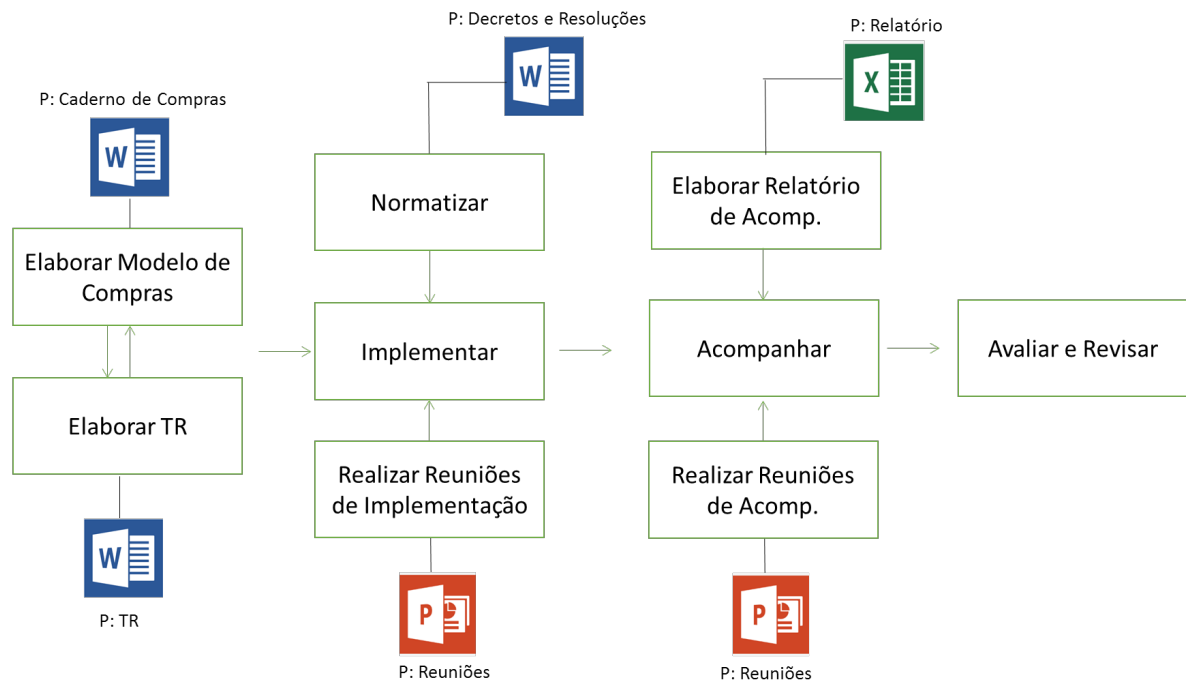 P: Decretos e Resoluções
P: Relatório
P: Caderno de Compras
W
X
W
Normatizar
Elaborar Relatório
de Acomp.
Elaborar Modelo de
Compras
Implementar
Acompanhar
Avaliar e Revisar
Elaborar TR
Realizar Reuniões
de Implementação
Realizar Reuniões
de Acomp.
W
P: TR
P
P: Reuniões
P
P: Reuniões